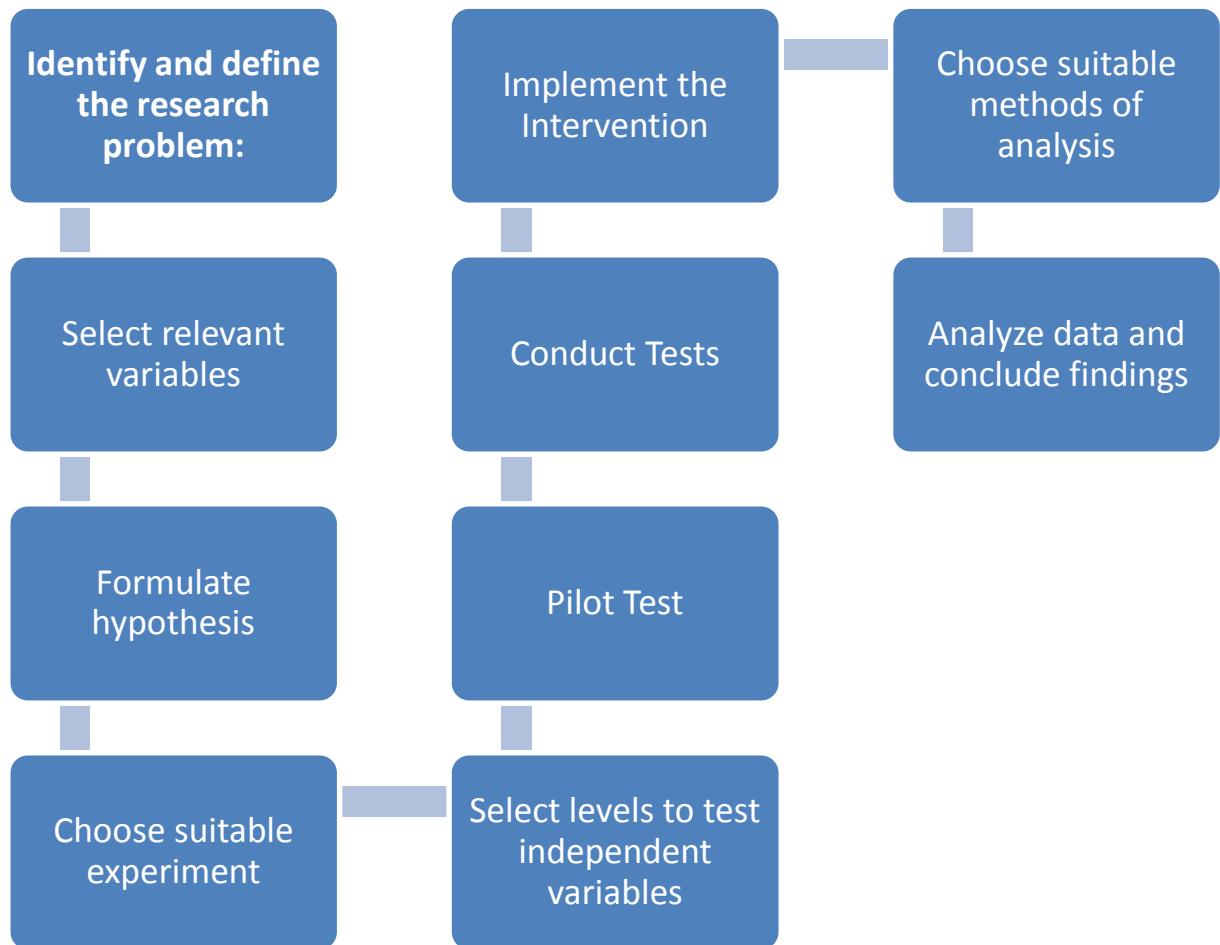 Identify and define
the research
problem:
Select relevant
variables
Formulate
hypothesis
Choose suitable
experiment
Select levels to test
independent
variables
Pilot Test
Conduct Tests
Implement the
Intervention
Choose suitable
methods of
analysis
Analyze data and
conclude findings